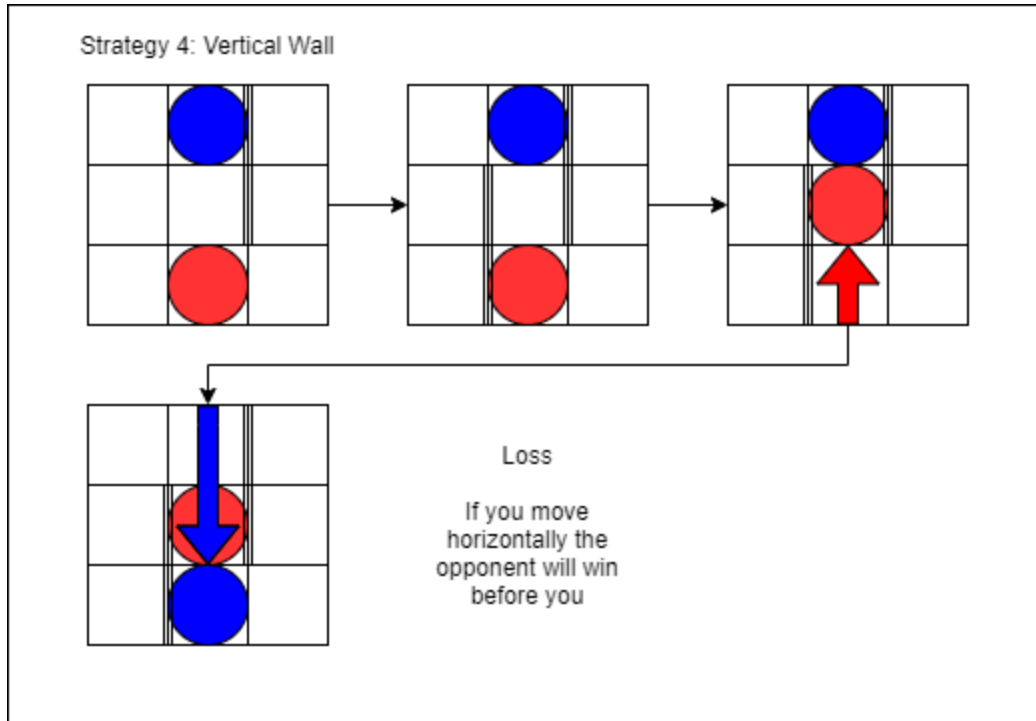 Strategy 4: Vertical Wall
Loss
If you move
horizontally the
opponent will win
before you